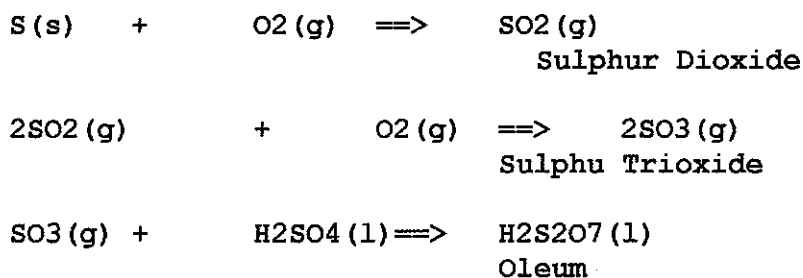 S(s) + O2(g) ==> SO2(g)
Sulphur Dioxide
2SO2(g) + O2(g) ==> 2SO3(g)
Sulphu Trioxide
SO3(g) + H2SO4(l)==> H2S2O7(l)
Oleum